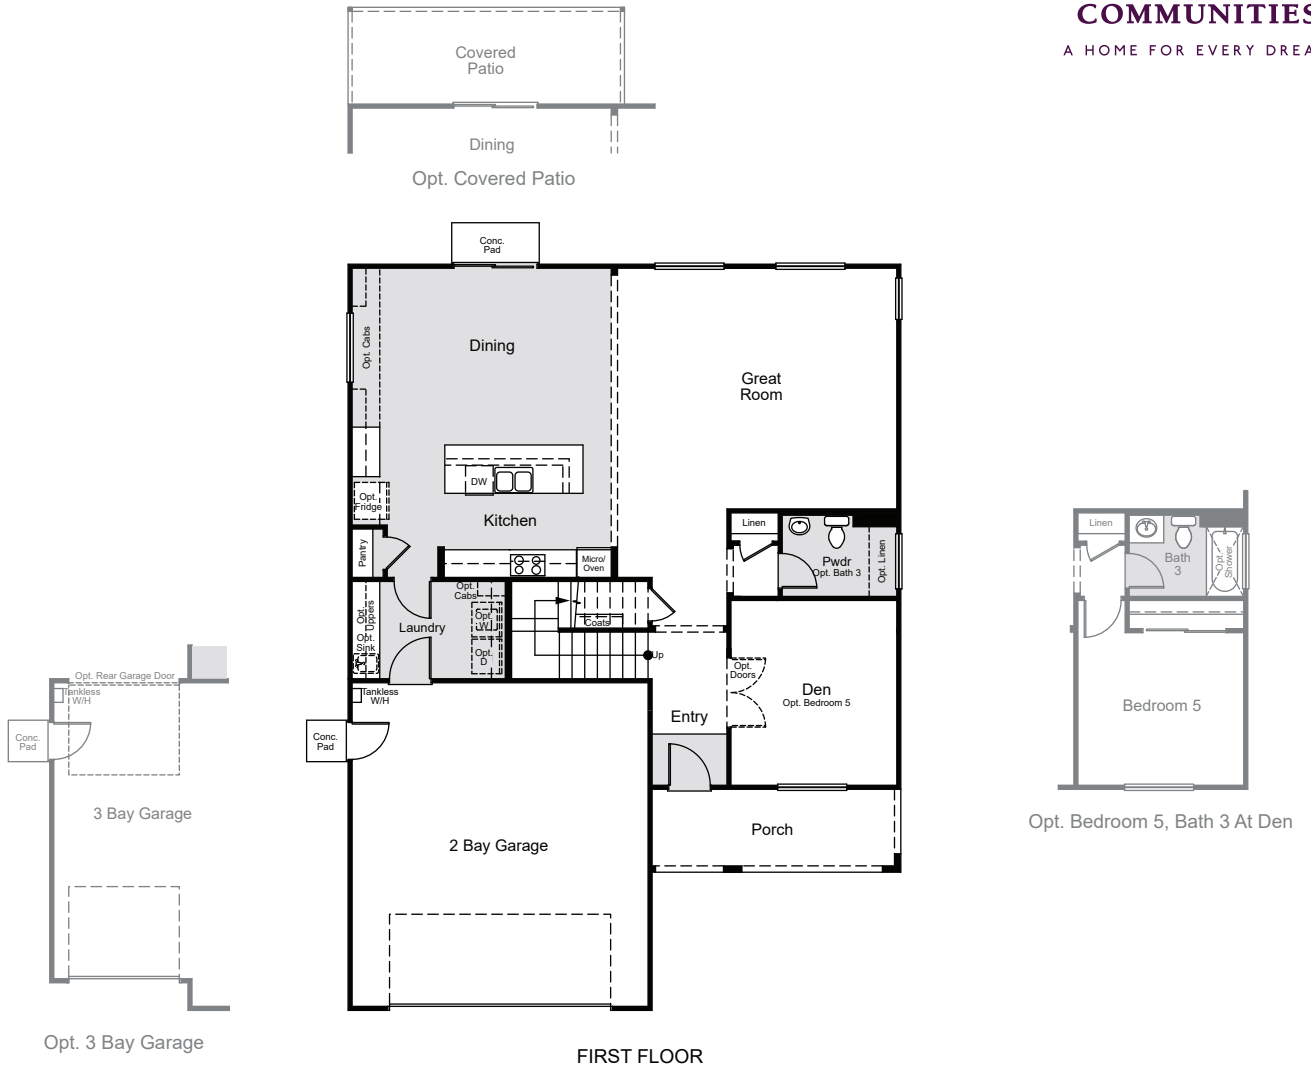 COMMUNITIES
A HOME FOR EVERY DREA
Covered
Patio
Dining
Opt. Covered Patio
Conc.
Pad
Opt. Cabs
Dining
Great
Room
DW
Opt.
Fridge
Kitchen
Pantry
Micro/
Oven
Linen
Pwdr
Opt. Bath 3
Opt. Linen
Opt.
Uppers
Opt.
Sink
Laundry
Opt.
Cabs
Opt.
W
Opt.
D
Coats
Up
Opt.
Doors
Den
Opt. Bedroom 5
Entry
Tankless
W/H
Conc.
Pad
2 Bay Garage
Porch
Opt. Rear Garage Door
Tankless
W/H
Conc.
Pad
3 Bay Garage
Opt. 3 Bay Garage
Linen
Bath
3
Opt.
Shower
Bedroom 5
Opt. Bedroom 5, Bath 3 At Den
FIRST FLOOR